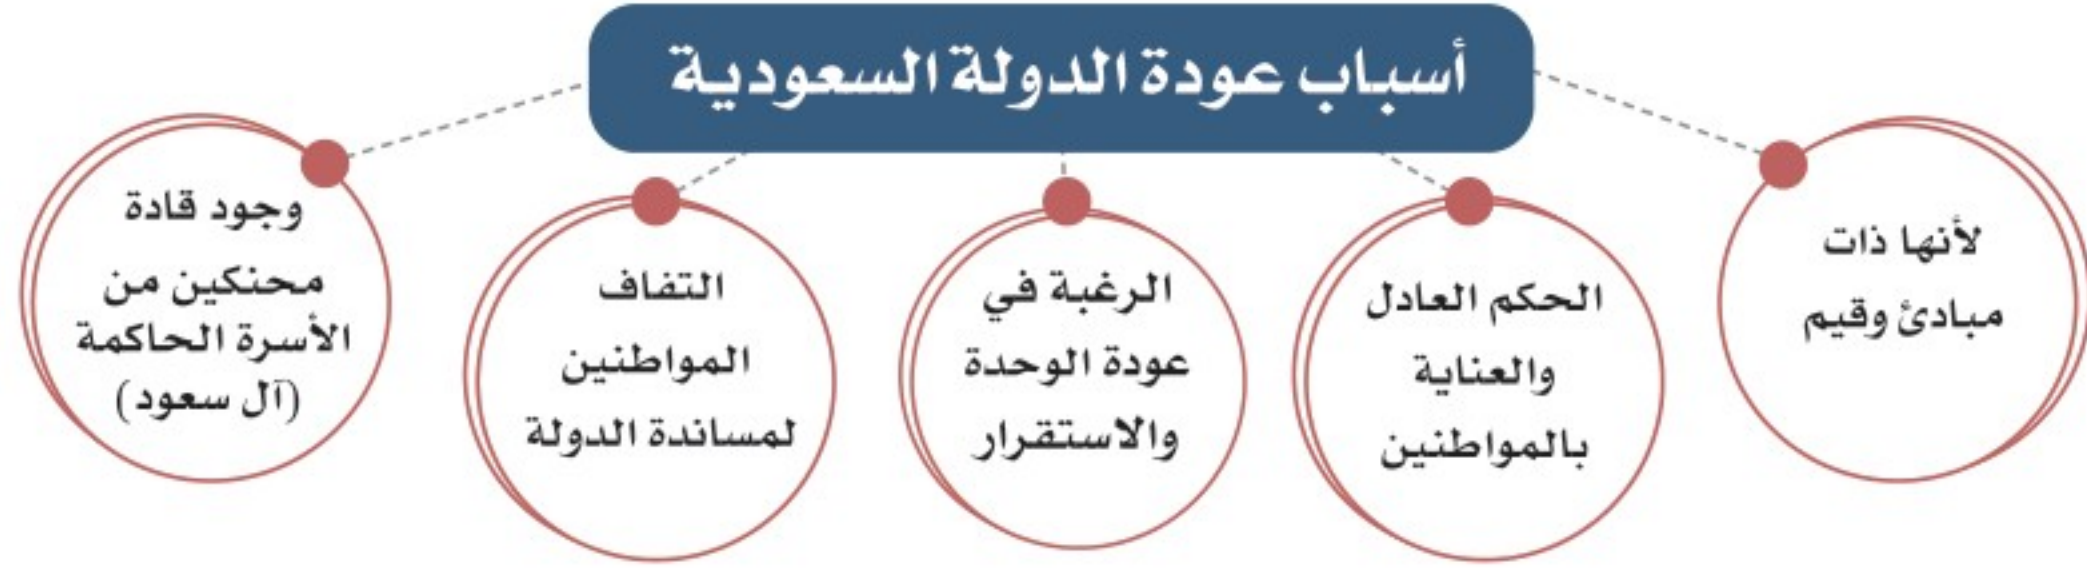 أسباب عودة الدولة السعودية
لأنها ذات
مبادئ وقيم
الحكم العادل
والعناية
بالمواطنين
الرغبة في
عودة الوحدة
والاستقرار
التفاف
المواطنين
لمساندة الدولة
وجود قادة
محنكين من
الأسرة الحاكمة
(آل سعود)